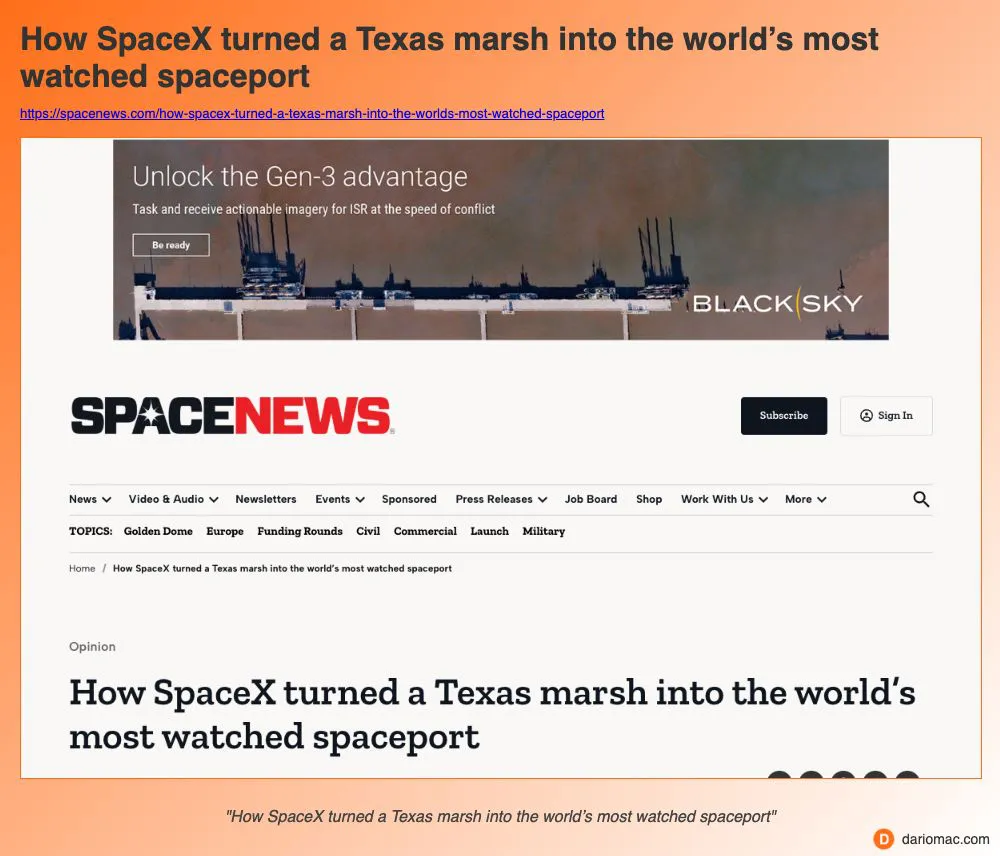 How SpaceX turned a Texas marsh into the world’s most
watched spaceport
https://spacenews.com/how-spacex-turned-a-texas-marsh-into-the-worlds-most-watched-spaceport
Unlock the Gen-3 advantage
Task and receive actionable imagery for ISR at the speed of conflict
Be ready
BLACKSKY
SPACENEWS
Subscribe
Sign In
News Video & Audio Newsletters Events Sponsored Press Releases Job Board Shop Work With Us More
TOPICS: Golden Dome Europe Funding Rounds Civil Commercial Launch Military
Home / How SpaceX turned a Texas marsh into the world’s most watched spaceport
Opinion
How SpaceX turned a Texas marsh into the world’s
most watched spaceport
"How SpaceX turned a Texas marsh into the world’s most watched spaceport"
D dariomac.com